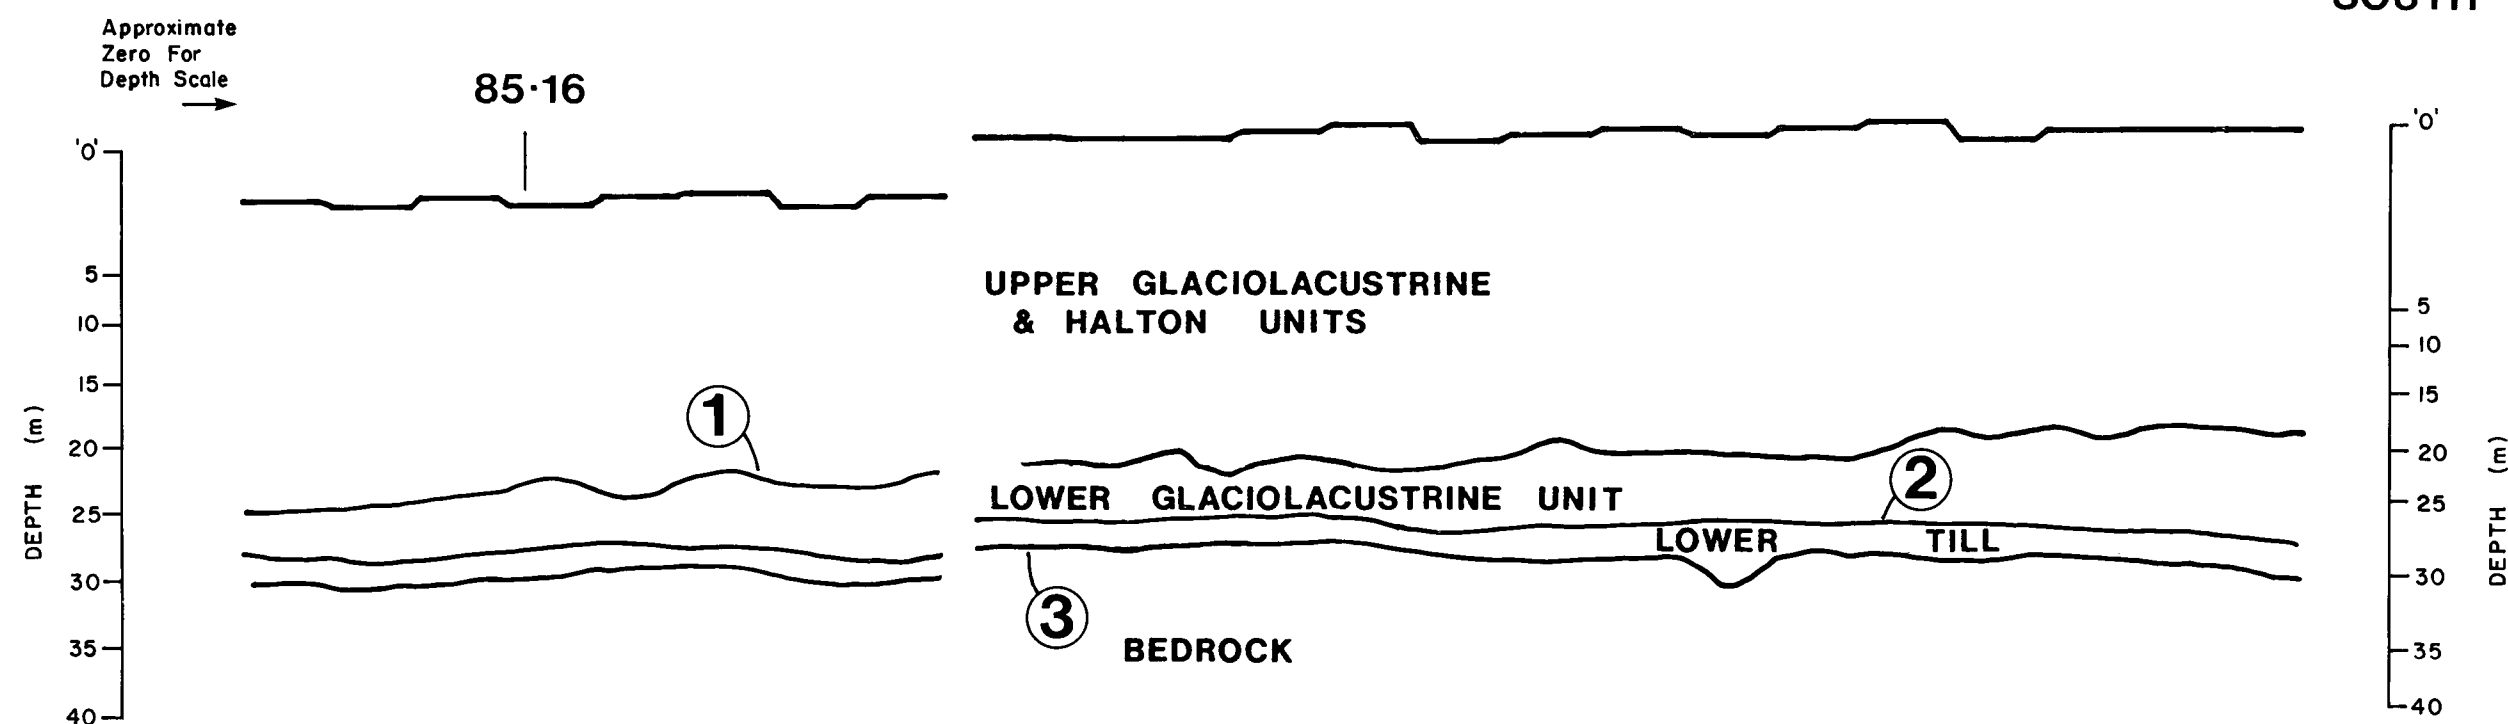 SOUTH
Approximate
Zero For
Depth Scale
85·16
'0'
5
10
15
20
25
30
35
40
DEPTH (m)
UPPER GLACIOLACUSTRINE
& HALTON UNITS
1
LOWER GLACIOLACUSTRINE UNIT
2
LOWER TILL
3
BEDROCK
'0'
5
10
15
20
25
30
35
40
DEPTH (m)